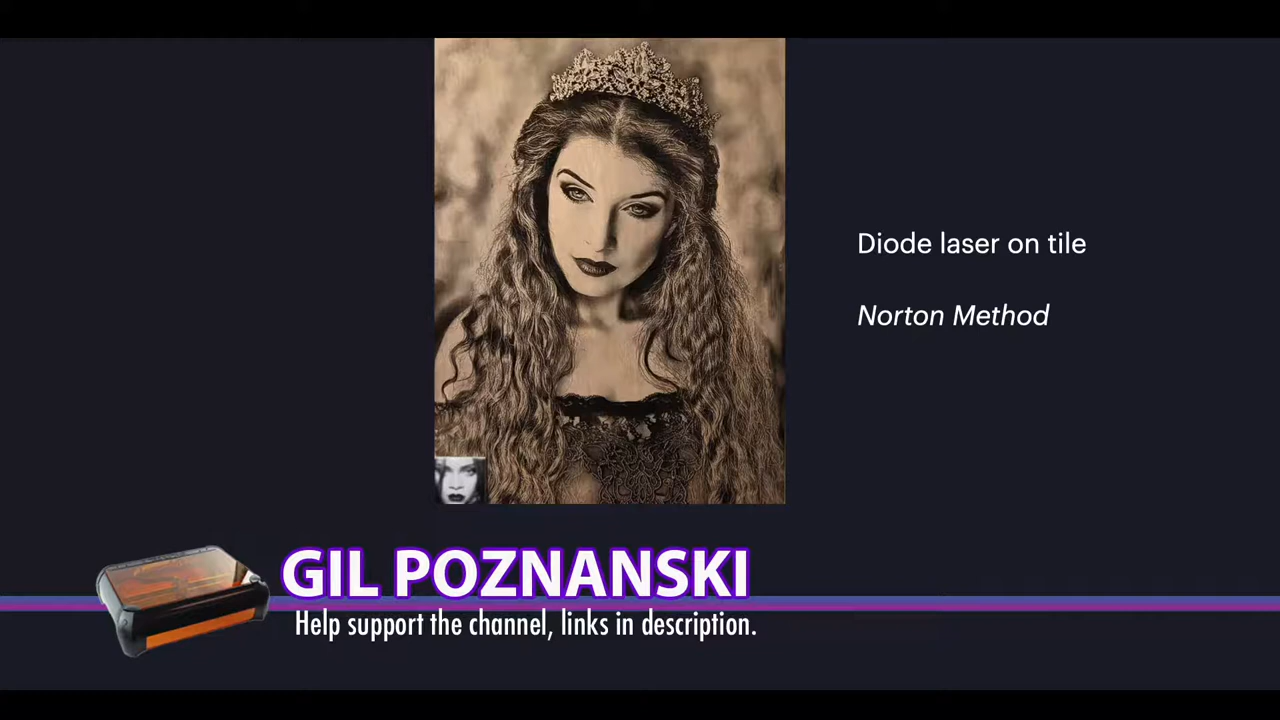 Diode laser on tile
Norton Method
GIL POZNANSKI
Help support the channel, links in description.